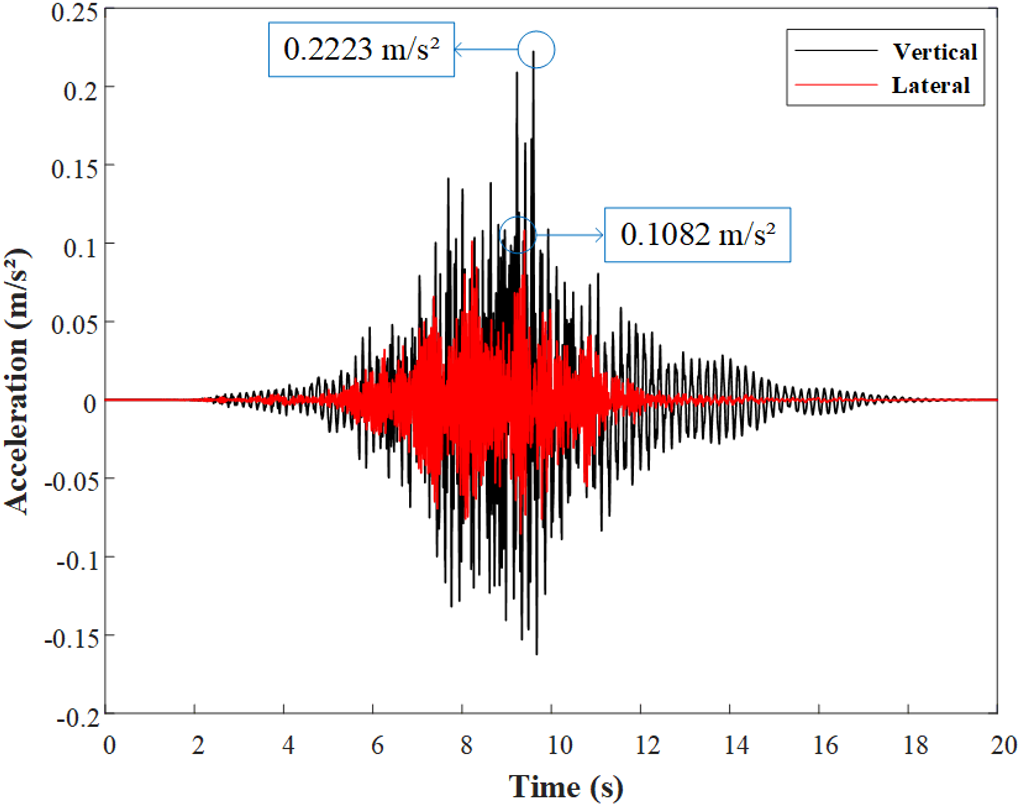 0.25
0.2
0.15
0.1
0.05
0
-0.05
-0.1
-0.15
-0.2
Acceleration (m/s²)
0.2223 m/s²
0.1082 m/s²
Vertical
Lateral
0 2 4 6 8 10 12 14 16 18 20
Time (s)